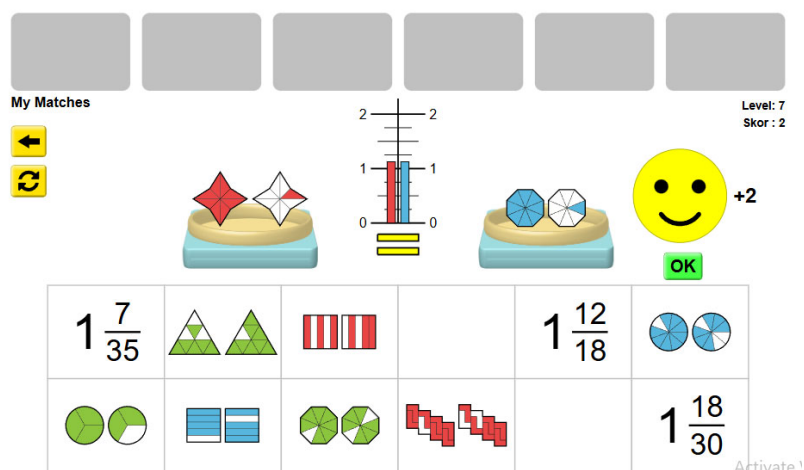 My Matches
Level: 7
Skor : 2
2 2
1 1
0 0
+2
OK
1 7/35
1 12/18
1 18/30